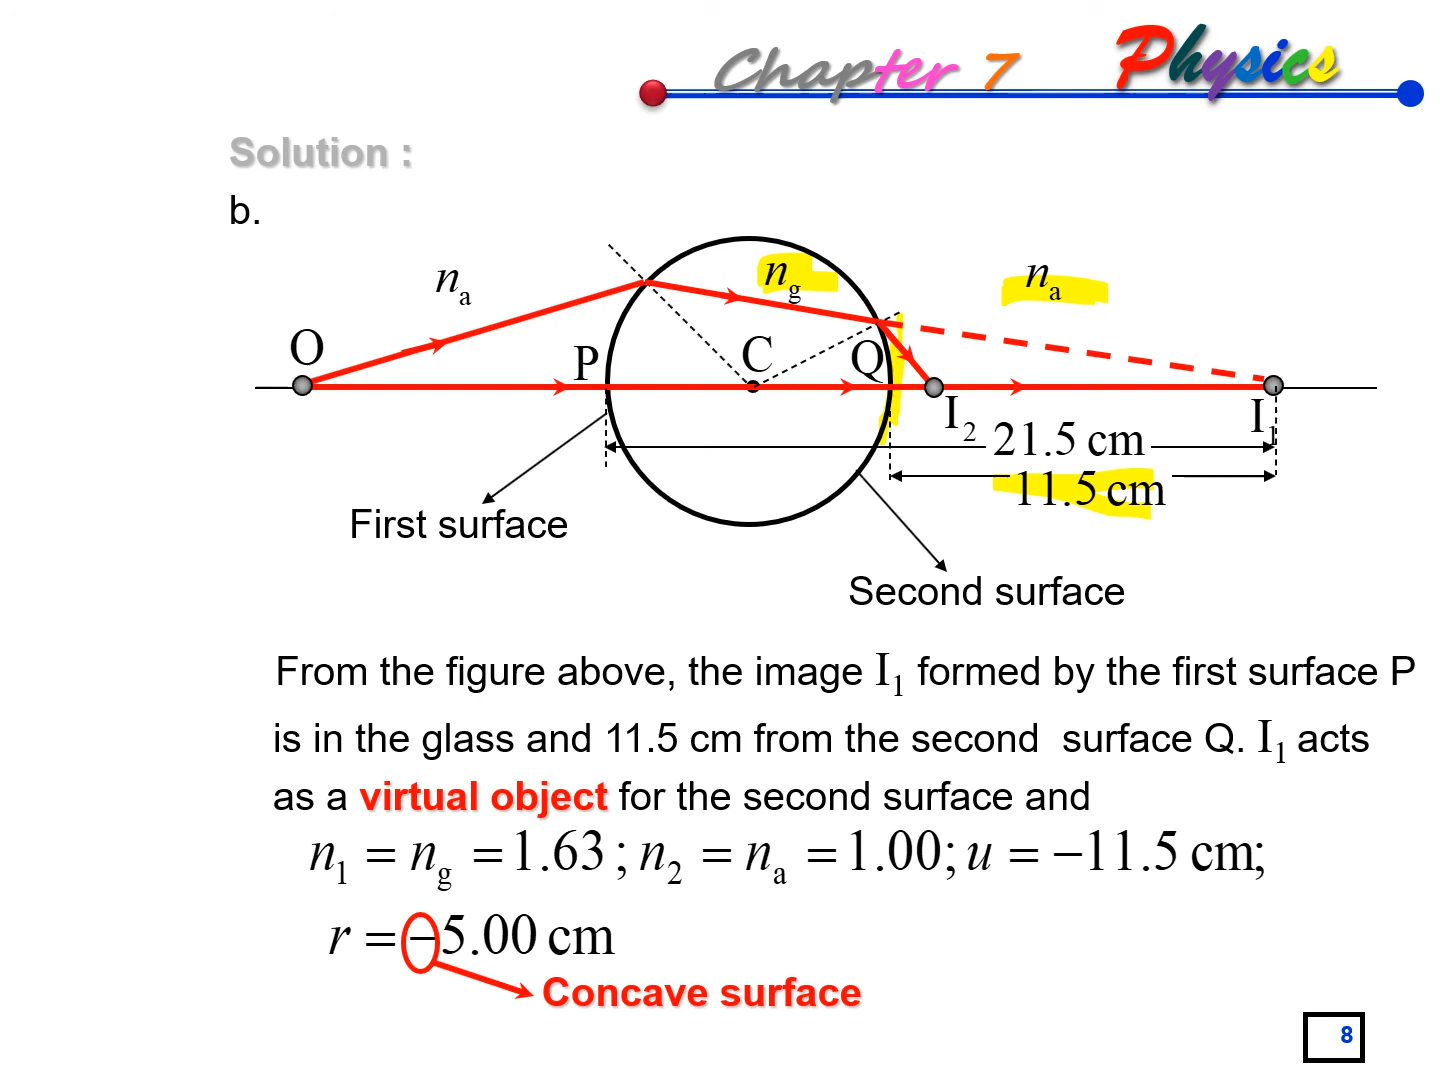 Chapter 7 Physics
Solution :
b.
nₐ
n_g
nₐ
O
P
C
Q
I₂
I₁
21.5 cm
11.5 cm
First surface
Second surface
From the figure above, the image I₁ formed by the first surface P
is in the glass and 11.5 cm from the second surface Q. I₁ acts
as a virtual object for the second surface and
n₁ = n_g = 1.63 ; n₂ = nₐ = 1.00; u = −11.5 cm;
r = −5.00 cm
Concave surface
8